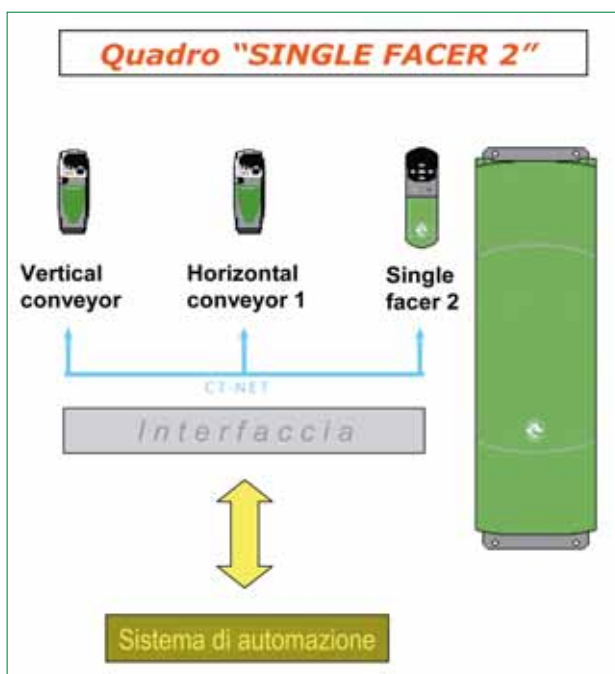 Quadro “SINGLE FACER 2”
Vertical
conveyor
Horizontal
conveyor 1
Single
facer 2
CT-NET
Interfaccia
Sistema di automazione